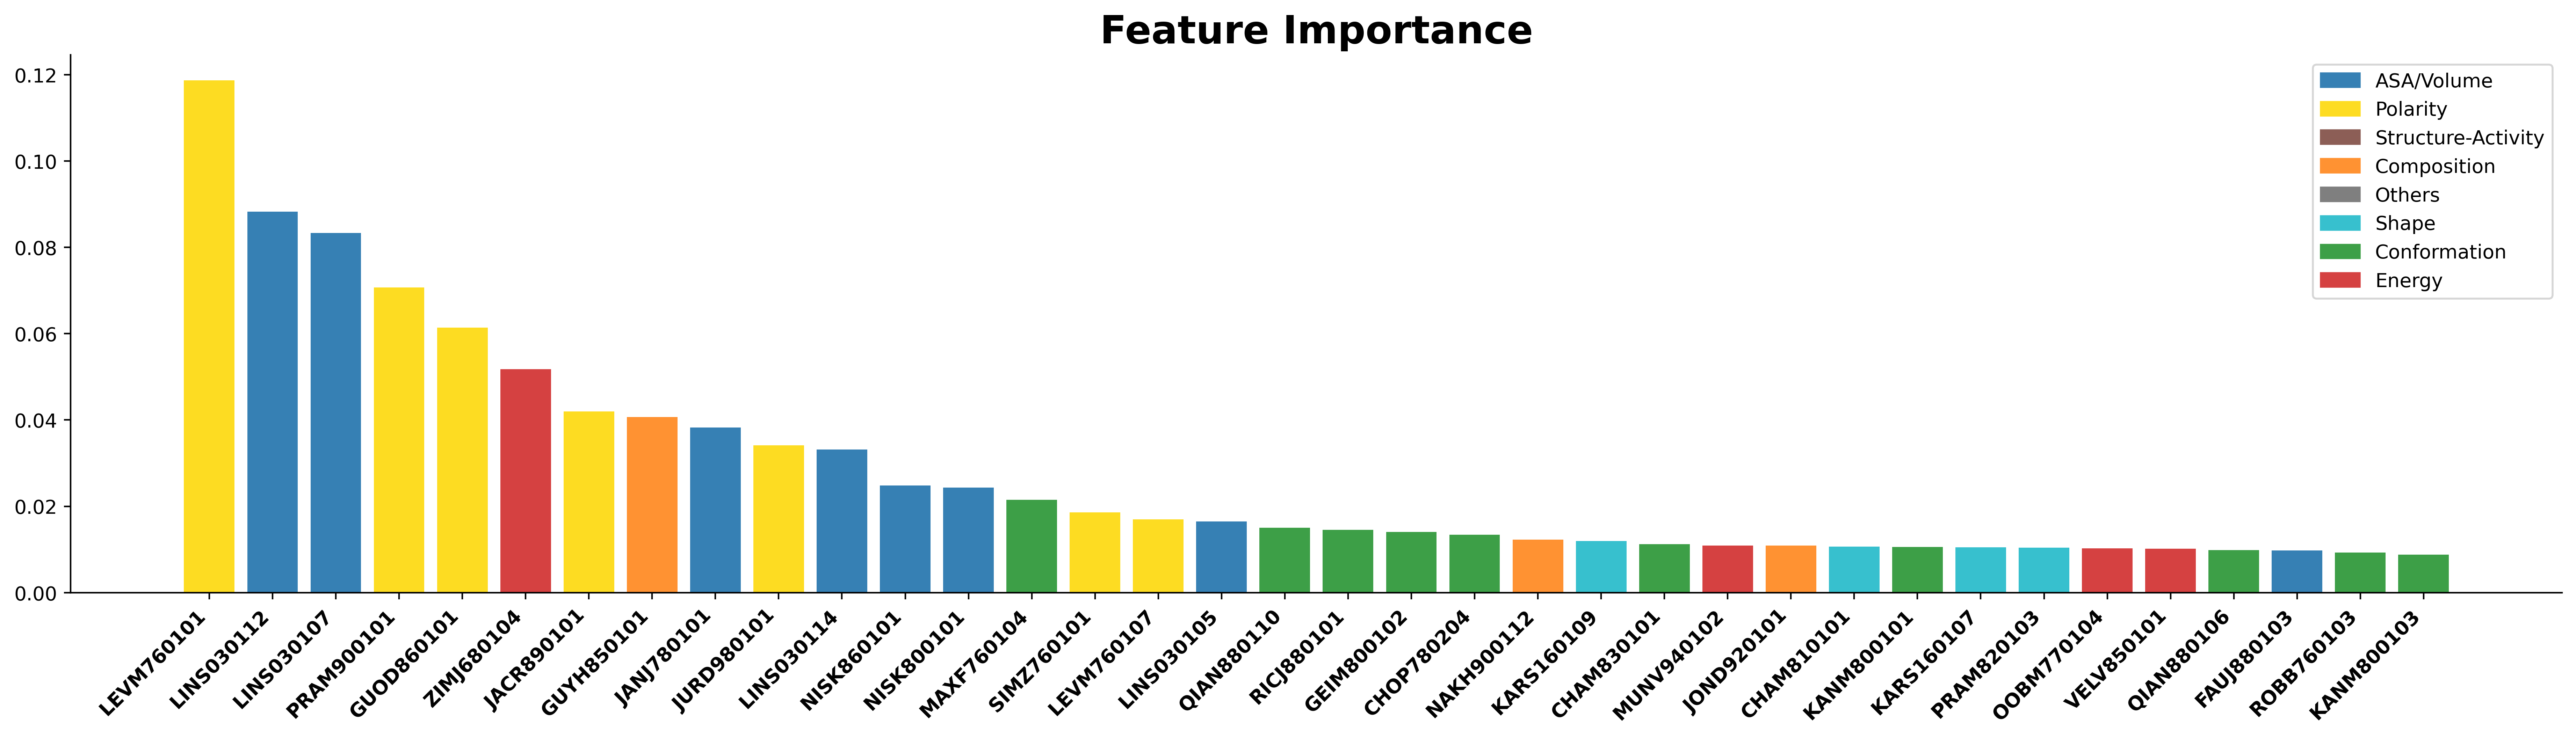 Feature Importance
0.12
0.10
0.08
0.06
0.04
0.02
0.00
ASA/Volume
Polarity
Structure-Activity
Composition
Others
Shape
Conformation
Energy
LEVM760101
LINS030112
LINS030107
PRAM900101
GUOD860101
ZIMJ680104
JACR890101
GUYH850101
JANJ780101
JURD980101
LINS030114
NISK860101
NISK800101
MAXF760104
SIMZ760101
LEVM760107
LINS030105
QIAN880110
RICJ880101
GEIM800102
CHOP780204
NAKH900112
KARS160109
CHAM830101
MUNV940102
JOND920101
CHAM810101
KANM800101
KARS160107
PRAM820103
OOBM770104
VELV850101
QIAN880106
FAUJ880103
ROBB760103
KANM800103